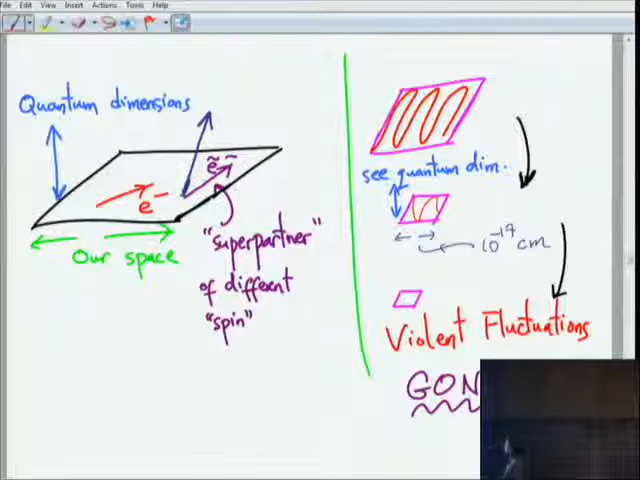 File Edit View Insert Actions Tools Help
Quantum dimensions
e-
ẽ-
Our space
"superpartner"
of different
"spin"
see quantum dim.
10^-17 cm
Violent Fluctuations
GON